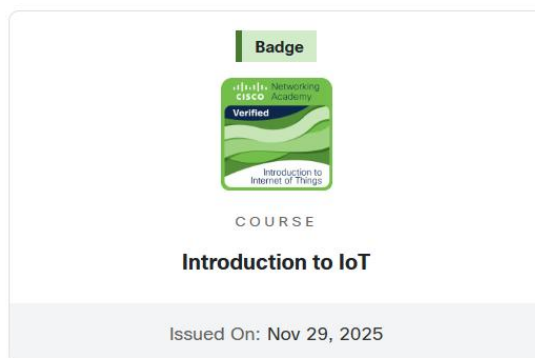 Badge
Networking
CISCO Academy
Verified
Introduction to
Internet of Things
COURSE
Introduction to IoT
Issued On: Nov 29, 2025